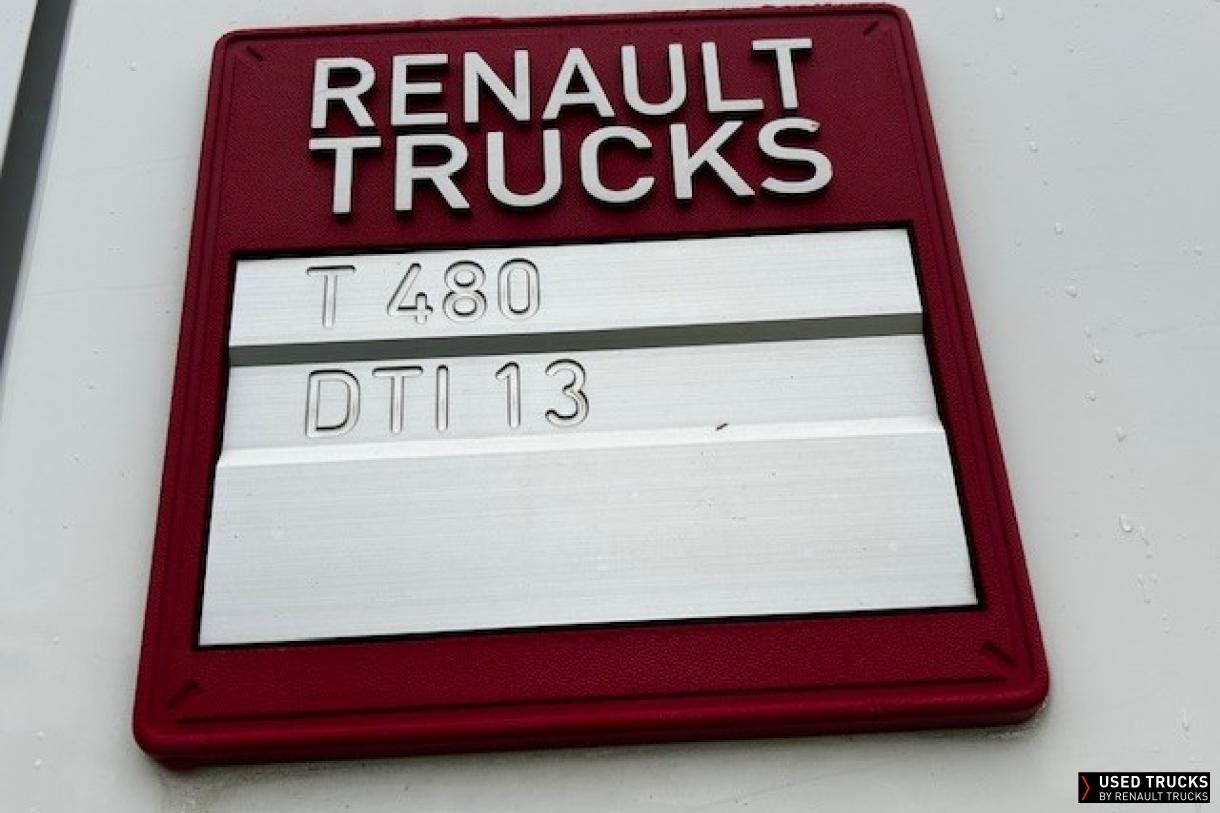 RENAULT
TRUCKS
T 480
DTI 13
USED TRUCKS
BY RENAULT TRUCKS